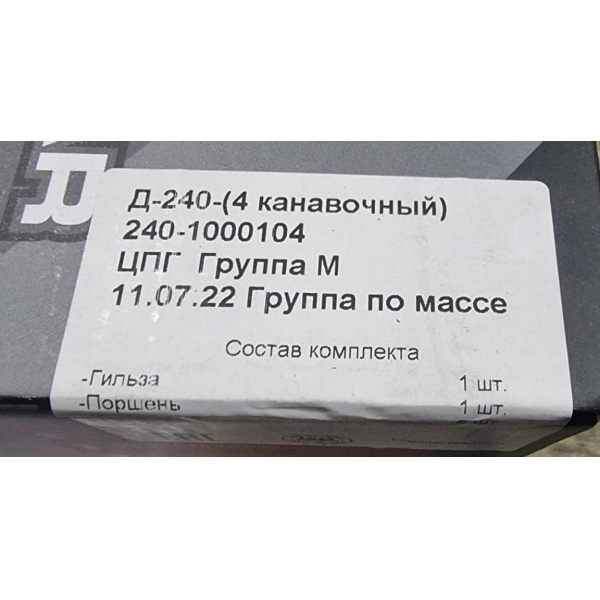 Д-240-(4 канавочный)
240-1000104
ЦПГ Группа М
11.07.22 Группа по массе
Состав комплекта
-Гильза 1 шт.
-Поршень 1 шт.